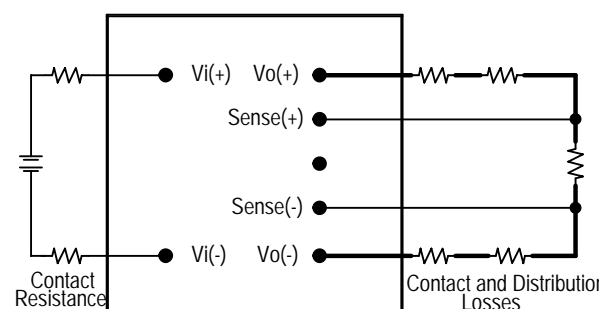 Vi(+) Vo(+)
Sense(+)
Sense(-)
Vi(-) Vo(-)
Contact
Resistance
Contact and Distribution
Losses